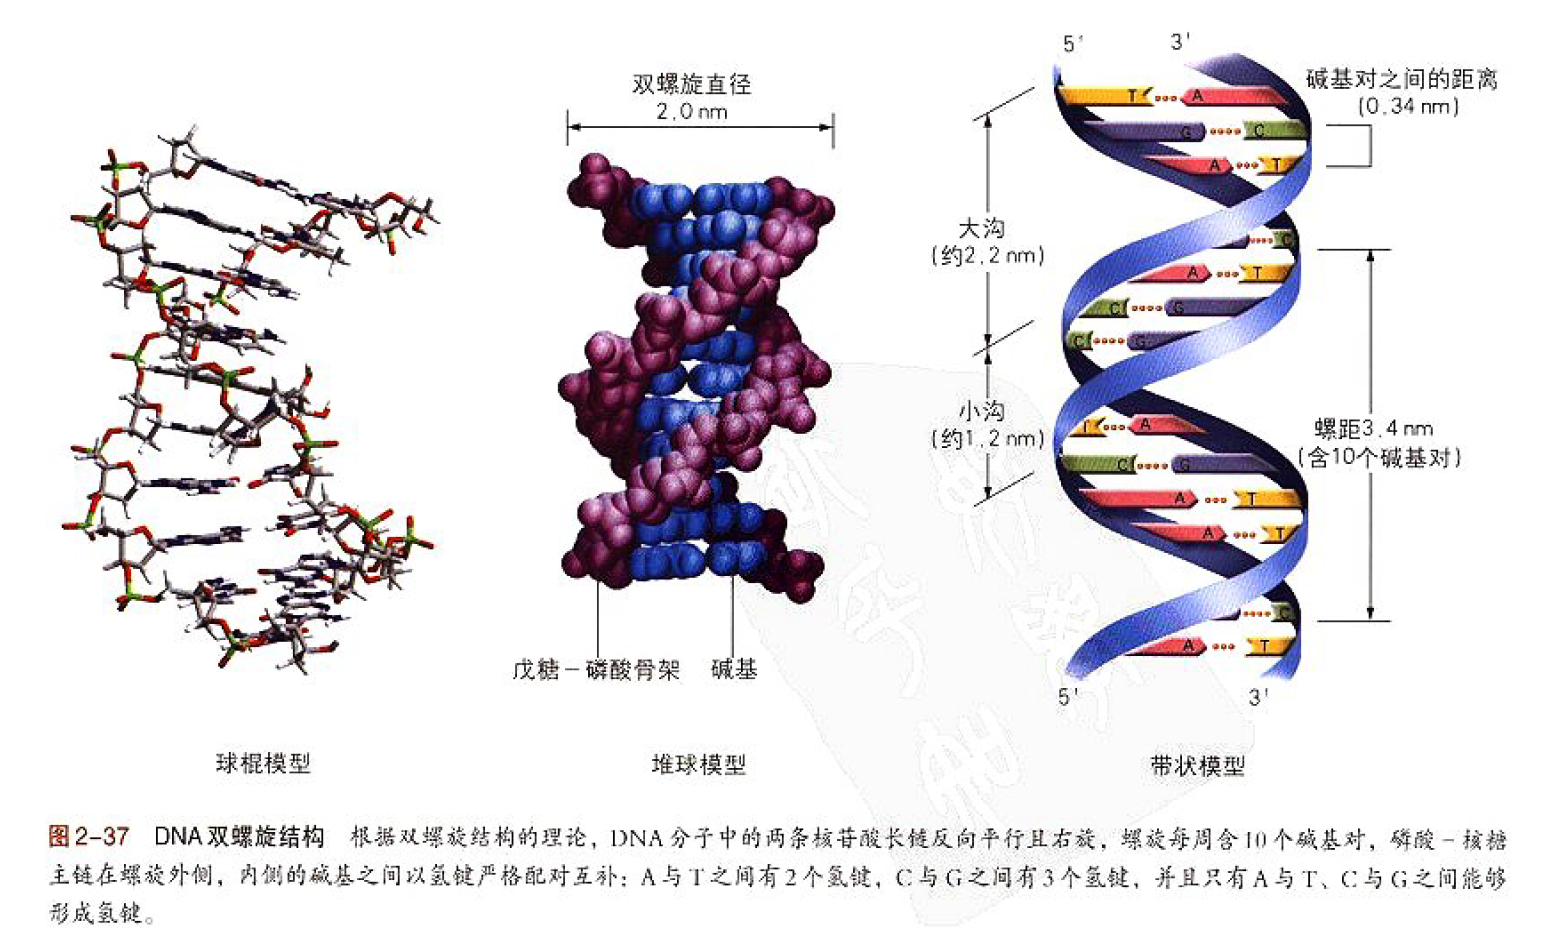 双螺旋直径
2.0 nm
5'
3'
碱基对之间的距离
(0.34 nm)
T
A
G
C
A
T
大沟
(约2.2 nm)
C
A
T
C
G
C
G
小沟
(约1.2 nm)
T
A
螺距3.4 nm
(含10个碱基对)
C
G
A
T
A
T
C
A
T
戊糖－磷酸骨架
碱基
5'
3'
球棍模型
堆球模型
带状模型
图2-37 DNA双螺旋结构 根据双螺旋结构的理论，DNA分子中的两条核苷酸长链反向平行且右旋，螺旋每周含10个碱基对，磷酸－核糖
主链在螺旋外侧，内侧的碱基之间以氢键严格配对互补：A与T之间有2个氢键，C与G之间有3个氢键，并且只有A与T、C与G之间能够
形成氢键。